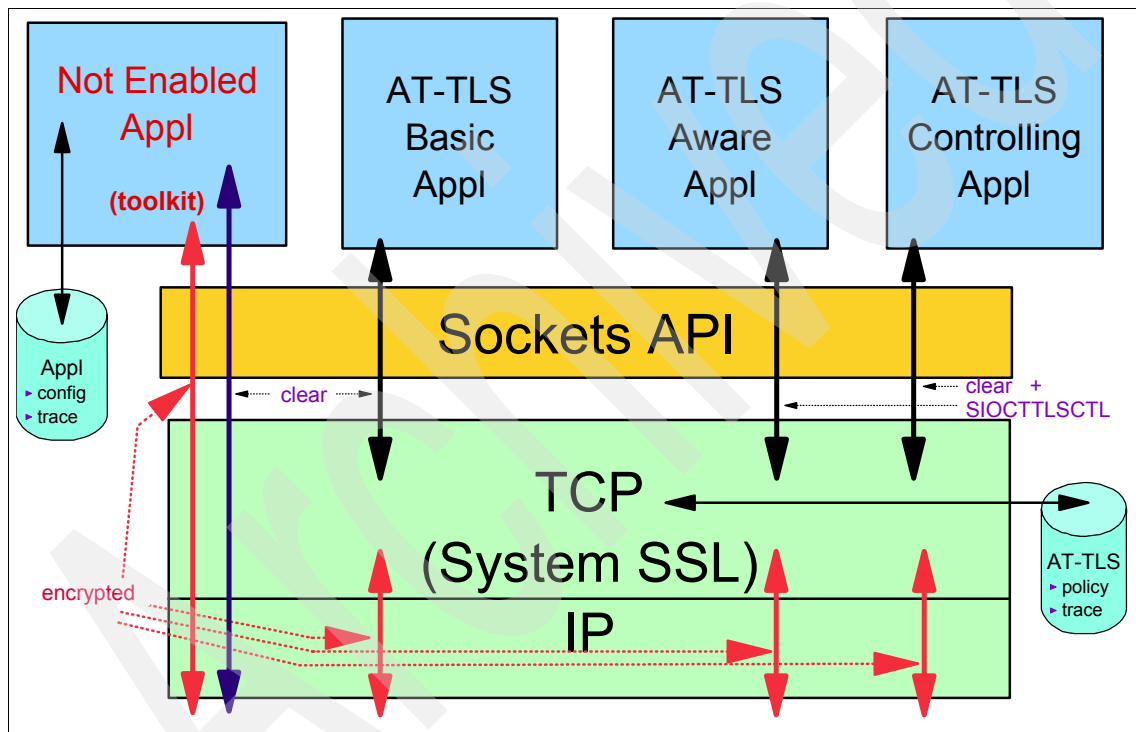 Not Enabled
Appl
(toolkit)
AT-TLS
Basic
Appl
AT-TLS
Aware
Appl
AT-TLS
Controlling
Appl
Sockets API
Appl
config
trace
clear
clear +
SIOCTTLSCTL
TCP
(System SSL)
AT-TLS
policy
trace
encrypted
IP
Archived